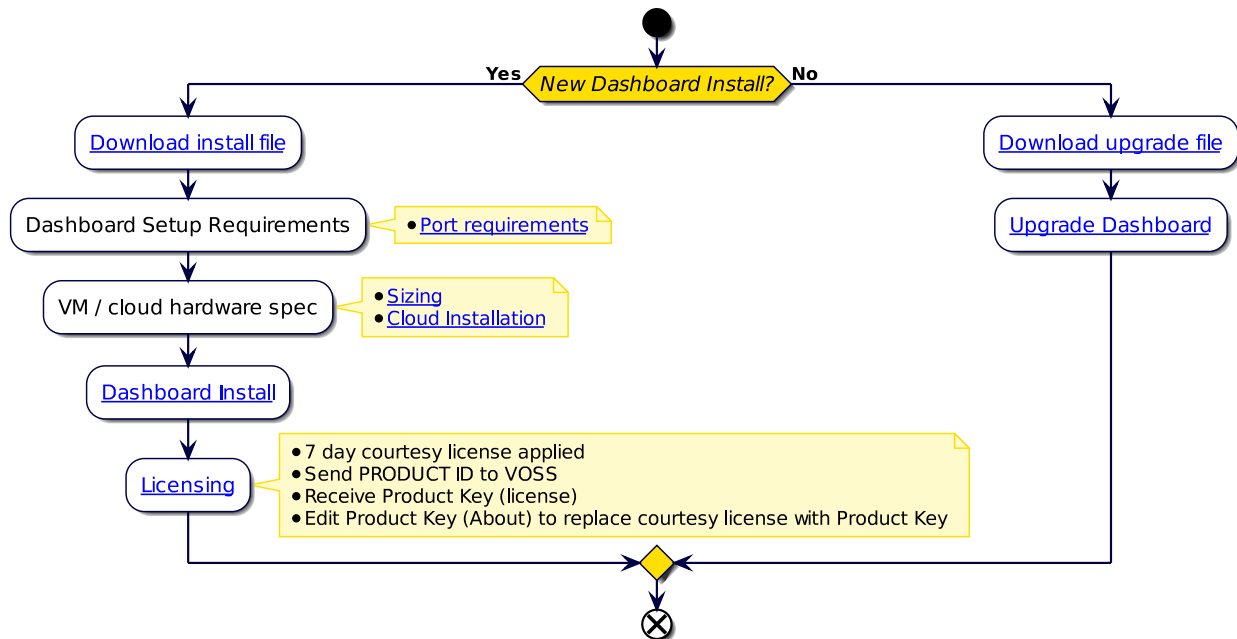 New Dashboard Install?
Yes
No
Download install file
Dashboard Setup Requirements
•Port requirements
VM / cloud hardware spec
•Sizing
•Cloud Installation
Dashboard Install
Licensing
•7 day courtesy license applied
•Send PRODUCT ID to VOSS
•Receive Product Key (license)
•Edit Product Key (About) to replace courtesy license with Product Key
Download upgrade file
Upgrade Dashboard